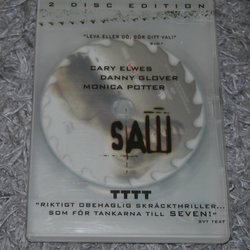 2 DISC EDITION
"LEVA ELLER DÖ, GÖR DITT VAL!"
CARY ELWES
DANNY GLOVER
MONICA POTTER
SAW
TTTT
"RIKTIGT OBEHAGLIG SKRÄCKTHRILLER...
SOM FÖR TANKARNA TILL SEVEN!"
SVT TEXT